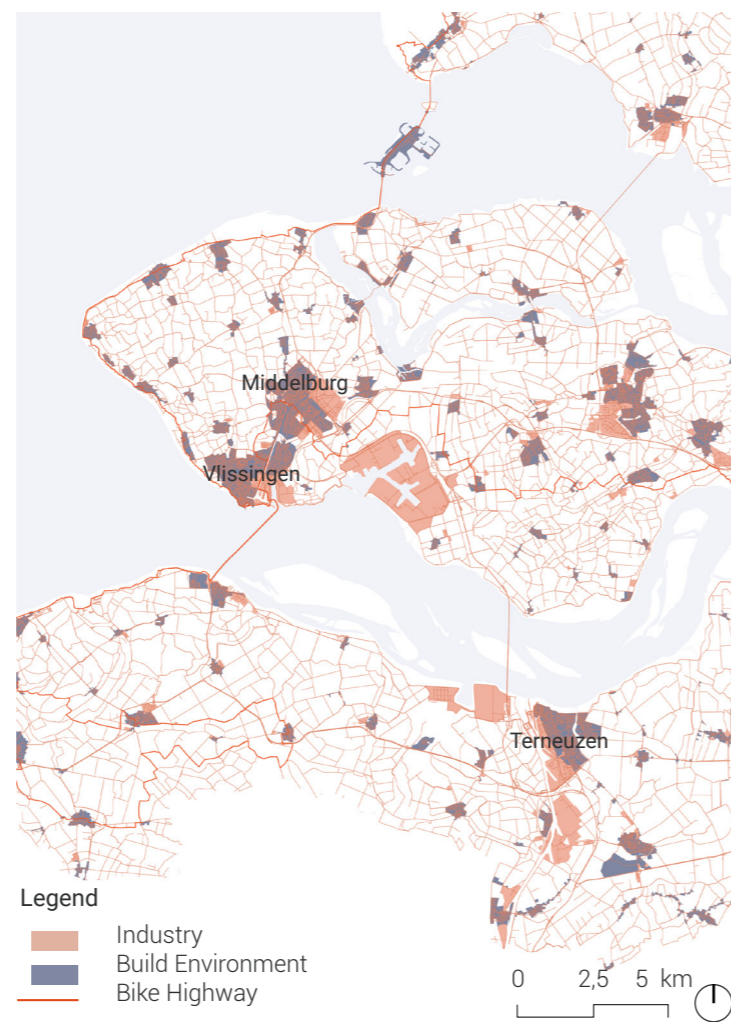 Middelburg
Vlissingen
Terneuzen
Legend
Industry
Build Environment
Bike Highway
0 2,5 5 km